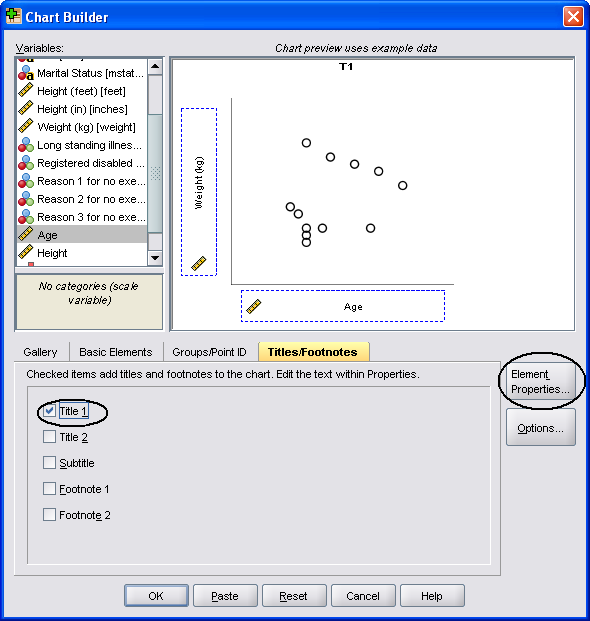 Chart Builder
Variables:
Chart preview uses example data
Marital Status [mstat...
Height (feet) [feet]
Height (in) [inches]
Weight (kg) [weight]
Long standing illnes...
Registered disabled ...
Reason 1 for no exe...
Reason 2 for no exe...
Reason 3 for no exe...
Age
Height
No categories (scale
variable)
T1
Weight (kg)
Age
Gallery
Basic Elements
Groups/Point ID
Titles/Footnotes
Checked items add titles and footnotes to the chart. Edit the text within Properties.
Title 1
Title 2
Subtitle
Footnote 1
Footnote 2
Element
Properties...
Options...
OK
Paste
Reset
Cancel
Help